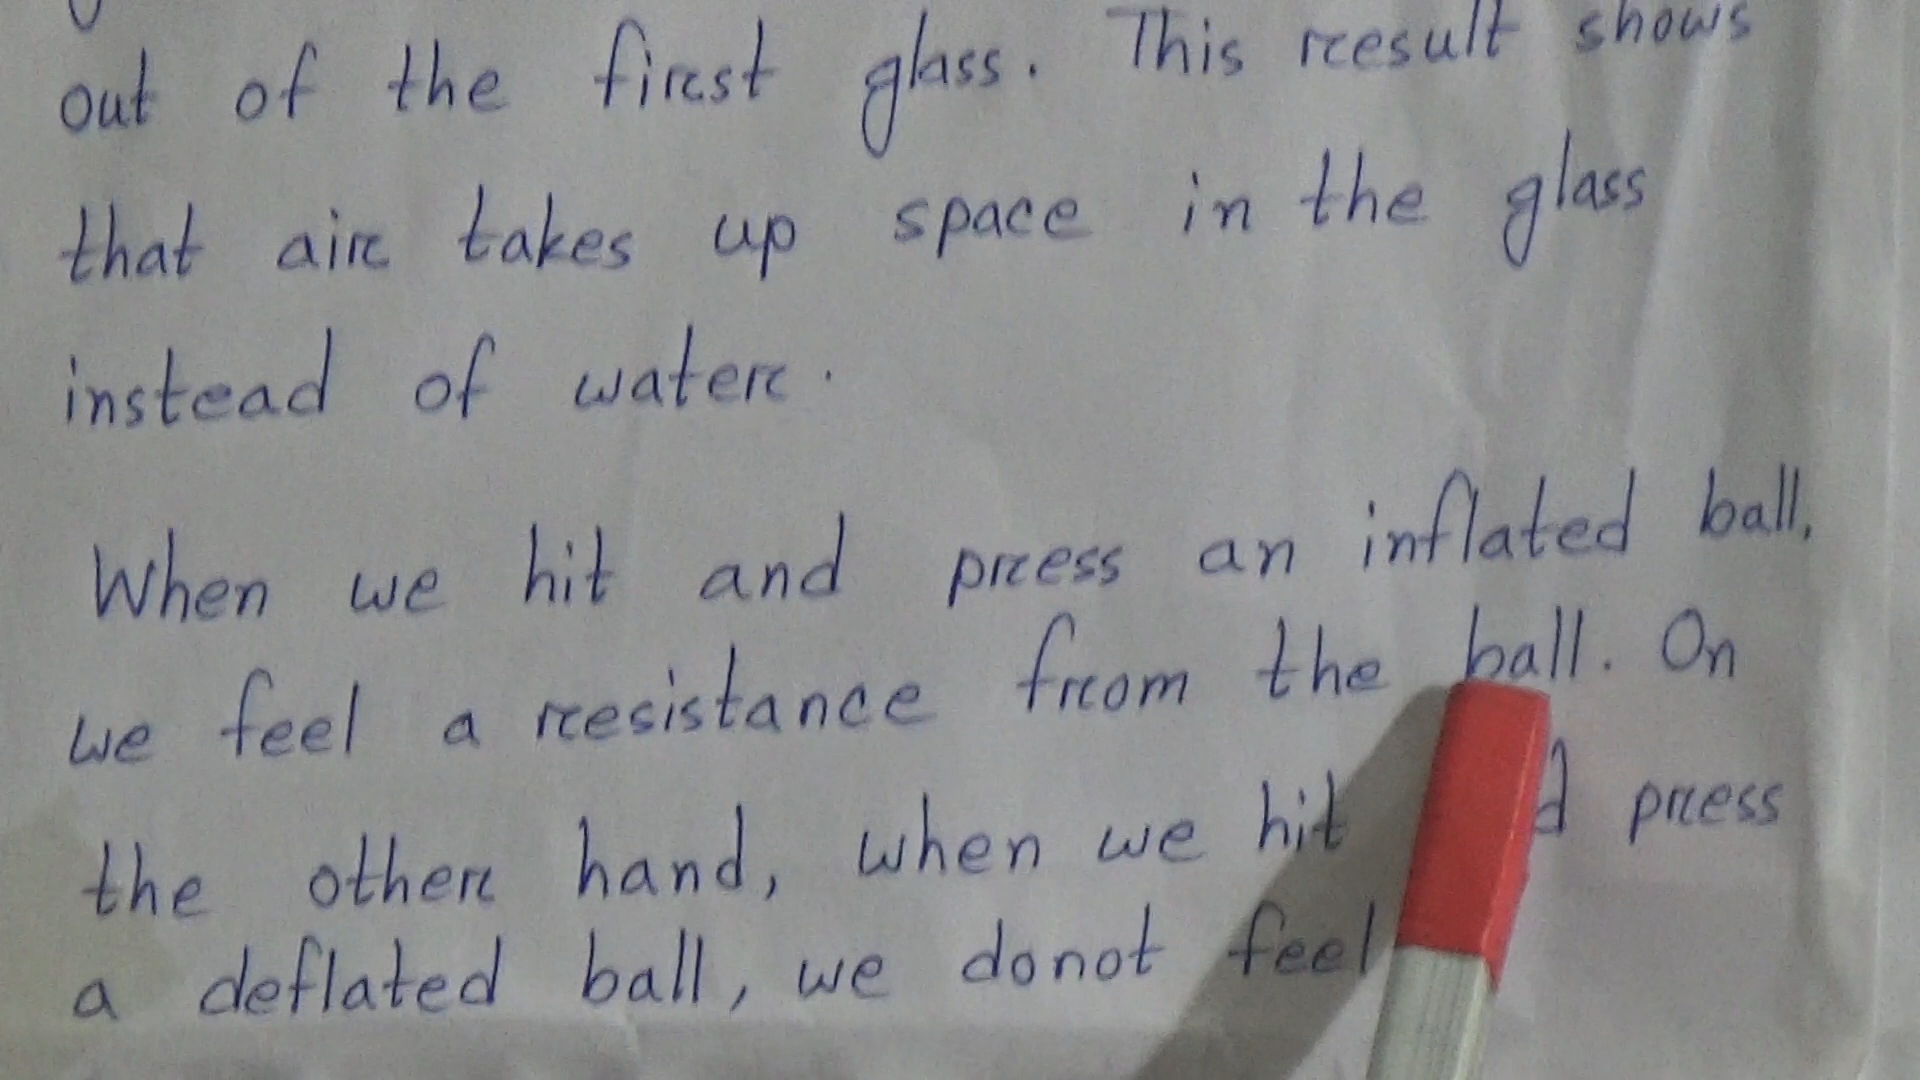 out of the first glass. This result shows
that air takes up space in the glass
instead of water.
When we hit and press an inflated ball,
we feel a resistance from the ball. On
the other hand, when we hit press
a deflated ball, we donot feel